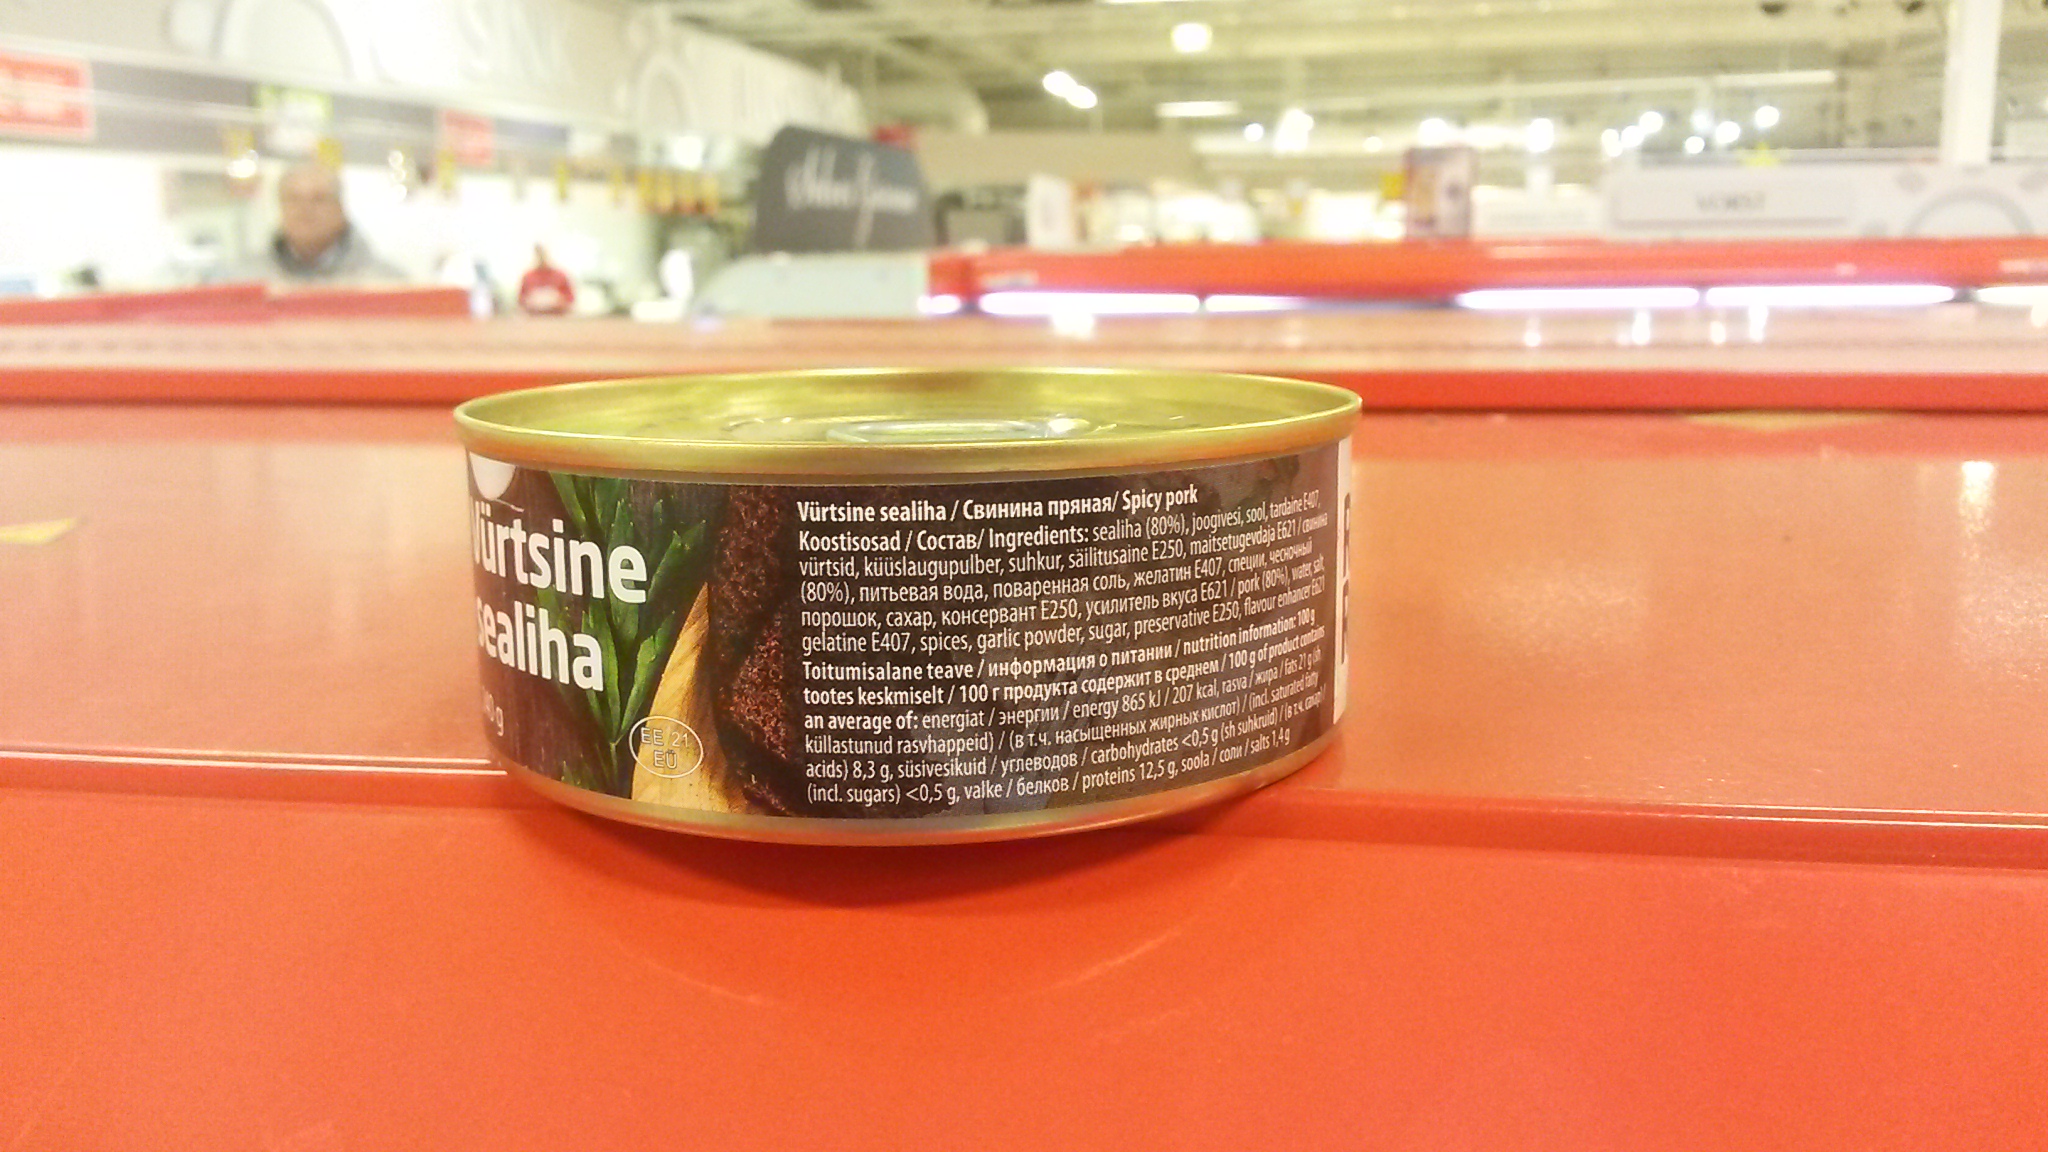 Vürtsine
sealiha
EE 21
EÜ
Vürtsine sealiha / Свинина пряная/ Spicy pork
Koostisosad / Состав/ Ingredients: sealiha (80%), joogivesi, sool, tardaine E407,
vürtsid, küüslaugupulber, suhkur, säilitusaine E250, maitsetugevdaja E621 / свинина
(80%), питьевая вода, поваренная соль, желатин E407, специи, чесночный
порошок, сахар, консервант E250, усилитель вкуса E621 / pork (80%), water, salt,
gelatine E407, spices, garlic powder, sugar, preservative E250, flavour enhancer E621
Toitumisalane teave / информация о питании / nutrition information: 100 g
tootes keskmiselt / 100 г продукта содержит в среднем / 100 g of product contains
an average of: energiat / энергии / energy 865 kJ / 207 kcal, rasva / жира / fats 21 g (sh
küllastunud rasvhappeid) / (в т.ч. насыщенных жирных кислот) / (incl. saturated fatty
acids) 8,3 g, süsivesikuid / углеводов / carbohydrates <0,5 g (sh suhkruid) / (в т.ч. сахар) /
(incl. sugars) <0,5 g, valke / белков / proteins 12,5 g, soola / соли / salts 1,4 g